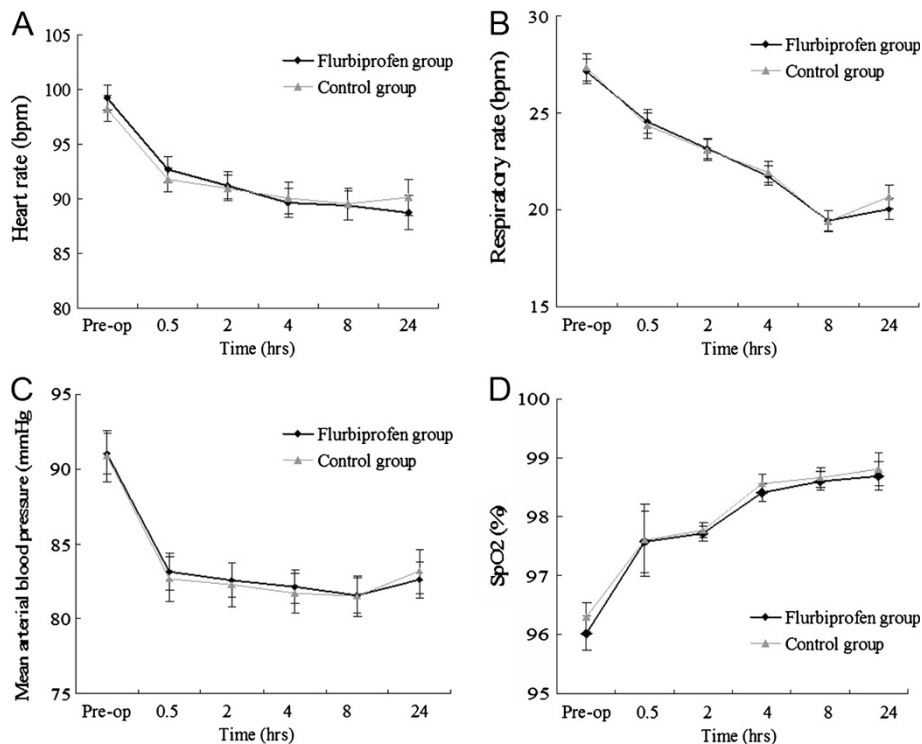 A
105
100
95
90
85
80
Heart rate (bpm)
Flurbiprofen group
Control group
Pre-op 0.5 2 4 8 24
Time (hrs)
B
30
25
20
15
Respiratory rate (bpm)
Flurbiprofen group
Control group
Pre-op 0.5 2 4 8 24
Time (hrs)
C
95
90
85
80
75
Mean arterial blood pressure (mmHg
Flurbiprofen group
Control group
Pre-op 0.5 2 4 8 24
Time (hrs)
D
100
99
98
97
96
95
SpO2 (%)
Flurbiprofen group
Control group
Pre-op 0.5 2 4 8 24
Time (hrs)